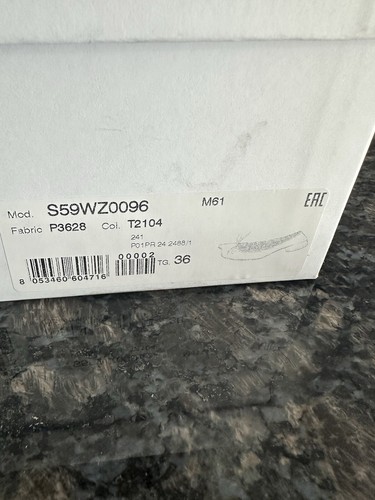 Mod. S59WZ0096 M61 EAC
Fabric P3628 Col. T2104
241
P01PR 24 2488/1
00002 TG. 36
8 053460 604716